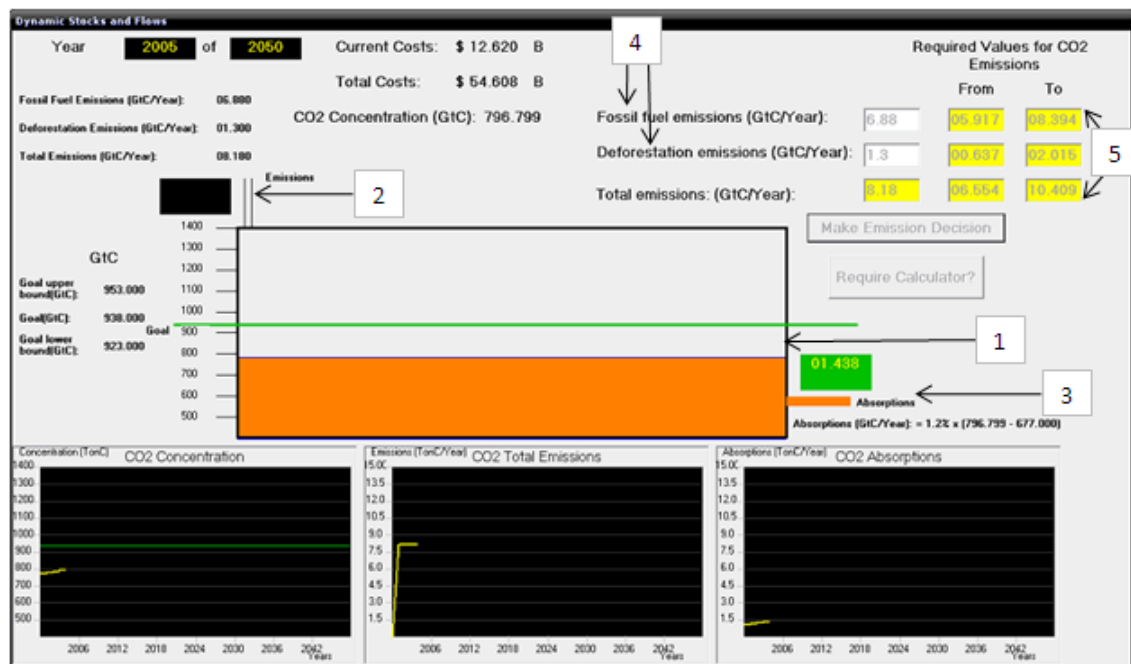 Dynamic Stocks and Flows
Year 2005 of 2050
Current Costs: $ 12.620 B
Total Costs: $ 54.608 B
CO2 Concentration (GtC): 796.799
Fossil Fuel Emissions (GtC/Year): 06.880
Deforestation Emissions (GtC/Year): 01.300
Total Emissions (GtC/Year): 08.180
4
Required Values for CO2
Emissions
From To
Fossil fuel emissions (GtC/Year): 6.88 05.917 08.394
Deforestation emissions (GtC/Year): 1.3 00.637 02.015
Total emissions: (GtC/Year): 8.18 06.554 10.409
5
Make Emission Decision
Require Calculator?
Emissions
2
1400
1300
1200
1100
1000
900
800
700
600
500
GtC
Goal upper
bound(GtC): 953.000
Goal(GtC): 938.000
Goal
Goal lower
bound(GtC): 923.000
1
01.438
3
Absorptions
Absorptions (GtC/Year): = 1.2% x (796.799 - 677.000)
Concentration (TonC) CO2 Concentration
1400
1300
1200
1100
1000
900
800
700
600
500
2006 2012 2018 2024 2030 2036 2042
Years
Emissions (TonC/Year) CO2 Total Emissions
15.0
13.5
12.0
10.5
9.0
7.5
6.0
4.5
3.0
1.5
2006 2012 2018 2024 2030 2036 2042
Years
Absorptions (TonC/Year) CO2 Absorptions
15.0
13.5
12.0
10.5
9.0
7.5
6.0
4.5
3.0
1.5
2006 2012 2018 2024 2030 2036 2042
Years